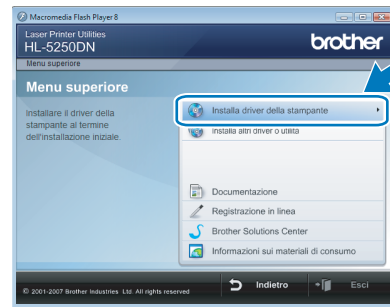 Macromedia Flash Player 8
Laser Printer Utilities
HL-5250DN
brother
Menu superiore
Menu superiore
Installare il driver della
stampante al termine
dell'installazione iniziale.
Installa driver della stampante
Installa altri driver o utilità
Documentazione
Registrazione in linea
Brother Solutions Center
Informazioni sui materiali di consumo
© 2001-2007 Brother Industries Ltd All rights reserved
Indietro
Esci